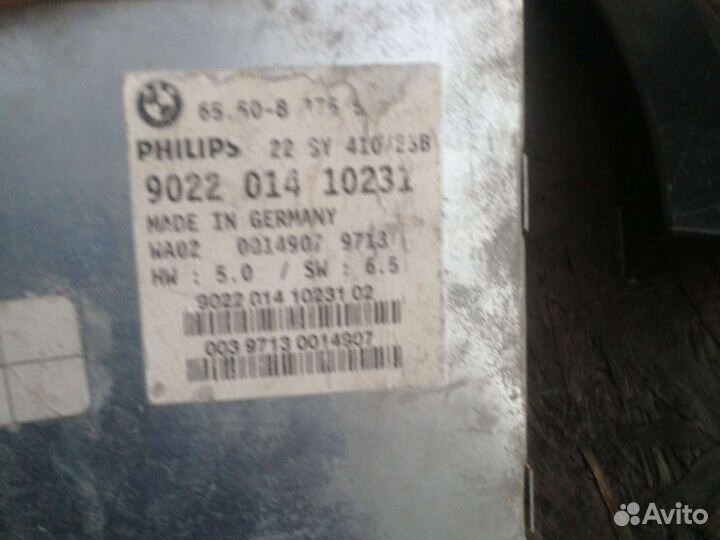 65.50-8
PHILIPS 22 SY 410/23B
9022 014 10231
MADE IN GERMANY
WA02 0014907 9713
HW : 5.0 / SW : 6.5
9022 014 10231 02
003 9713 0014907
Avito